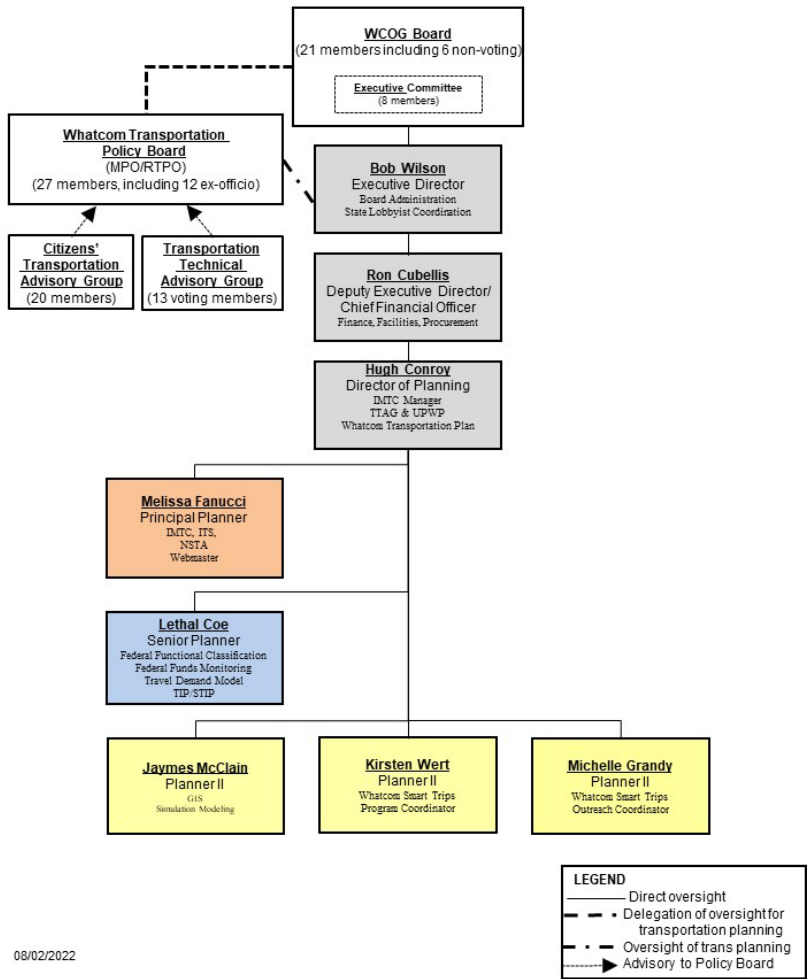 WCOG Board
(21 members including 6 non-voting)
Executive Committee
(8 members)
Whatcom Transportation
Policy Board
(MPO/RTPO)
(27 members, including 12 ex-officio)
Bob Wilson
Executive Director
Board Administration
State Lobbyist Coordination
Citizens'
Transportation
Advisory Group
(20 members)
Transportation
Technical
Advisory Group
(13 voting members)
Ron Cubellis
Deputy Executive Director/
Chief Financial Officer
Finance, Facilities, Procurement
Hugh Conroy
Director of Planning
IMTC Manager
TTAG & UPWP
Whatcom Transportation Plan
Melissa Fanucci
Principal Planner
IMTC, ITS,
NSTA
Webmaster
Lethal Coe
Senior Planner
Federal Functional Classification
Federal Funds Monitoring
Travel Demand Model
TIP/STIP
Jaymes McClain
Planner II
GIS
Simulation Modeling
Kirsten Wert
Planner II
Whatcom Smart Trips
Program Coordinator
Michelle Grandy
Planner II
Whatcom Smart Trips
Outreach Coordinator
LEGEND
Direct oversight
Delegation of oversight for
transportation planning
Oversight of trans planning
Advisory to Policy Board
08/02/2022